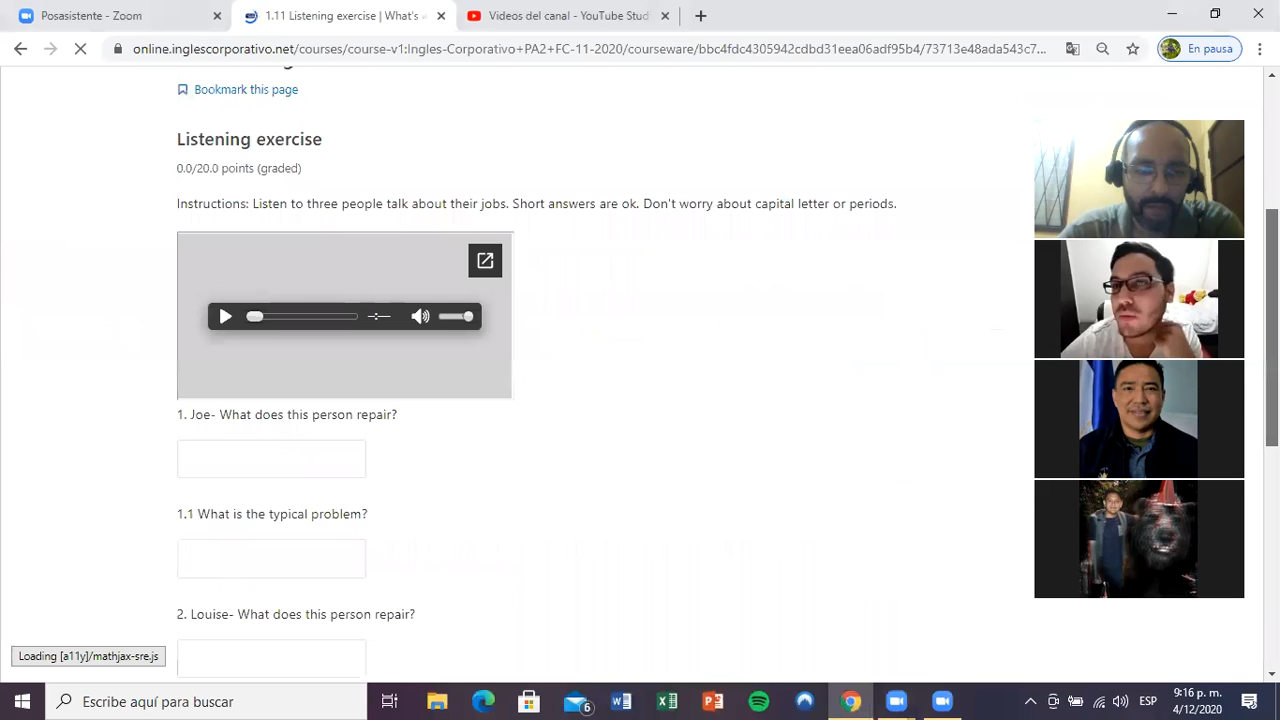 Posasistente - Zoom
1.11 Listening exercise | What's
Videos del canal - YouTube Stud
online.inglescorporativo.net/courses/course-v1:Ingles-Corporativo+PA2+FC-11-2020/courseware/bbc4fdc4305942cdbd31eea06adf95b4/73713e48ada543c7...
En pausa
Bookmark this page
Listening exercise
0.0/20.0 points (graded)
Instructions: Listen to three people talk about their jobs. Short answers are ok. Don't worry about capital letter or periods.
-:--
1. Joe- What does this person repair?
1.1 What is the typical problem?
2. Louise- What does this person repair?
Loading [a11y]/mathjax-sre.js
Escribe aquí para buscar
6
ESP
9:16 p. m.
4/12/2020